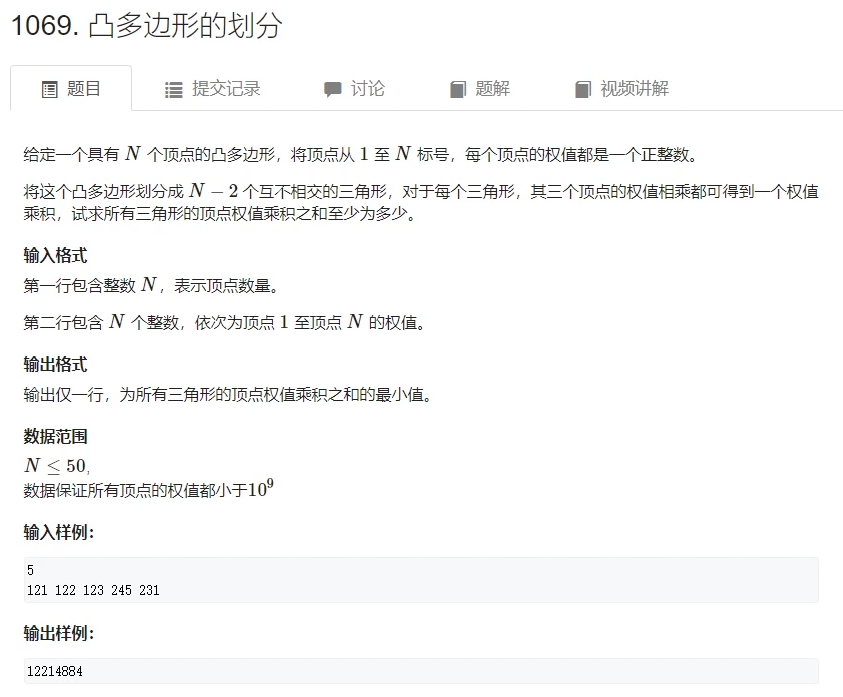 1069. 凸多边形的划分
题目 提交记录 讨论 题解 视频讲解
给定一个具有 N 个顶点的凸多边形，将顶点从 1 至 N 标号，每个顶点的权值都是一个正整数。
将这个凸多边形划分成 N − 2 个互不相交的三角形，对于每个三角形，其三个顶点的权值相乘都可得到一个权值
乘积，试求所有三角形的顶点权值乘积之和至少为多少。
输入格式
第一行包含整数 N，表示顶点数量。
第二行包含 N 个整数，依次为顶点 1 至顶点 N 的权值。
输出格式
输出仅一行，为所有三角形的顶点权值乘积之和的最小值。
数据范围
N ≤ 50,
数据保证所有顶点的权值都小于10⁹
输入样例：
5
121 122 123 245 231
输出样例：
12214884